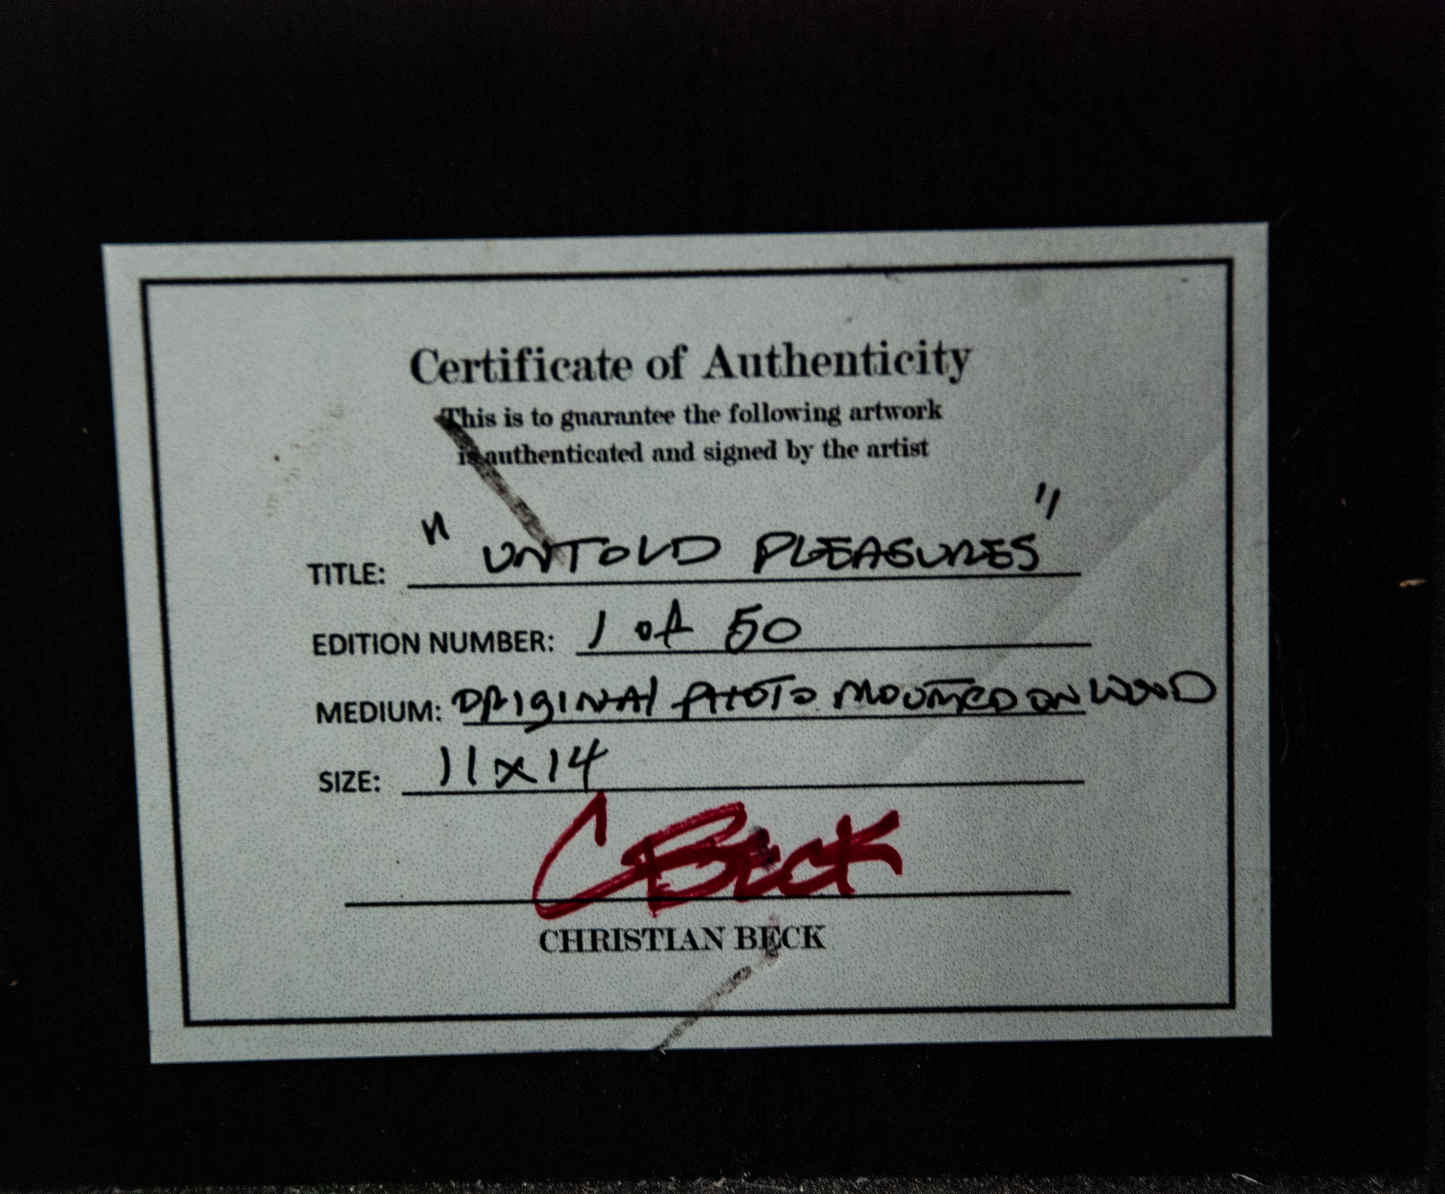 Certificate of Authenticity
This is to guarantee the following artwork
is authenticated and signed by the artist
TITLE: "UNTOLD PLEASURES"
EDITION NUMBER: 1 of 50
MEDIUM: ORIGINAL PHOTO MOUNTED ON WOOD
SIZE: 11x14
C BECK
CHRISTIAN BECK